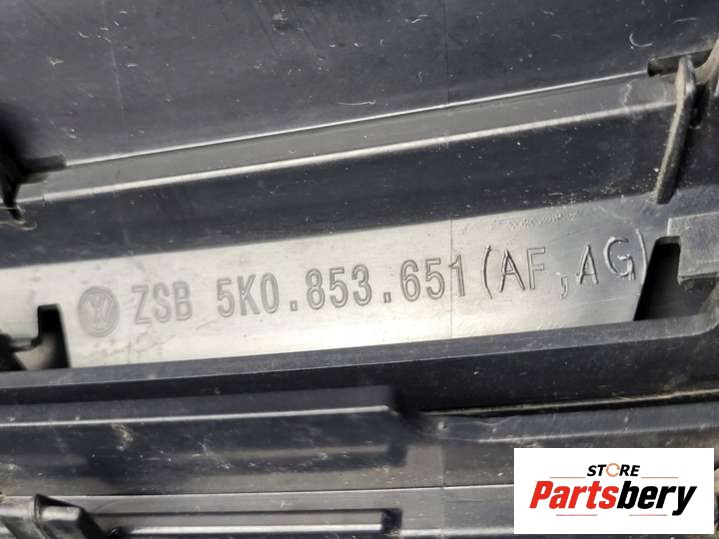 ZSB 5K0.853.651 (AF, AG)
STORE
Partsbery